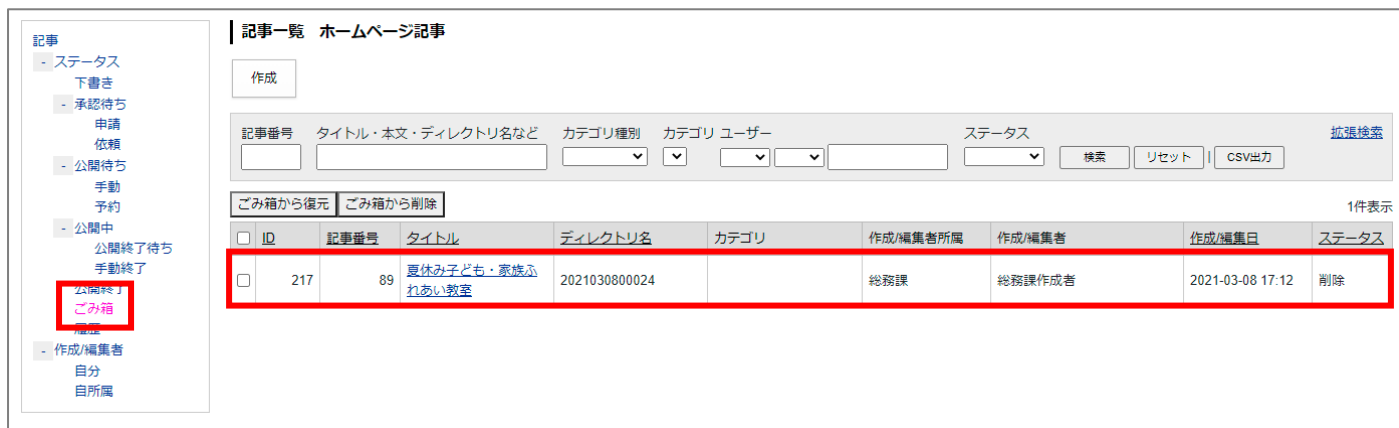 記事
- ステータス
下書き
- 承認待ち
申請
依頼
- 公開待ち
手動
予約
- 公開中
公開終了待ち
手動終了
公開終了
ごみ箱
履歴
- 作成/編集者
自分
自所属
記事一覧 ホームページ記事
作成
記事番号 タイトル・本文・ディレクトリ名など カテゴリ種別 カテゴリ ユーザー ステータス 拡張検索
検索 リセット | CSV出力
ごみ箱から復元 ごみ箱から削除 1件表示
ID 記事番号 タイトル ディレクトリ名 カテゴリ 作成/編集者所属 作成/編集者 作成/編集日 ステータス
217 89 夏休み子ども・家族ふ 2021030800024 総務課 総務課作成者 2021-03-08 17:12 削除
れあい教室